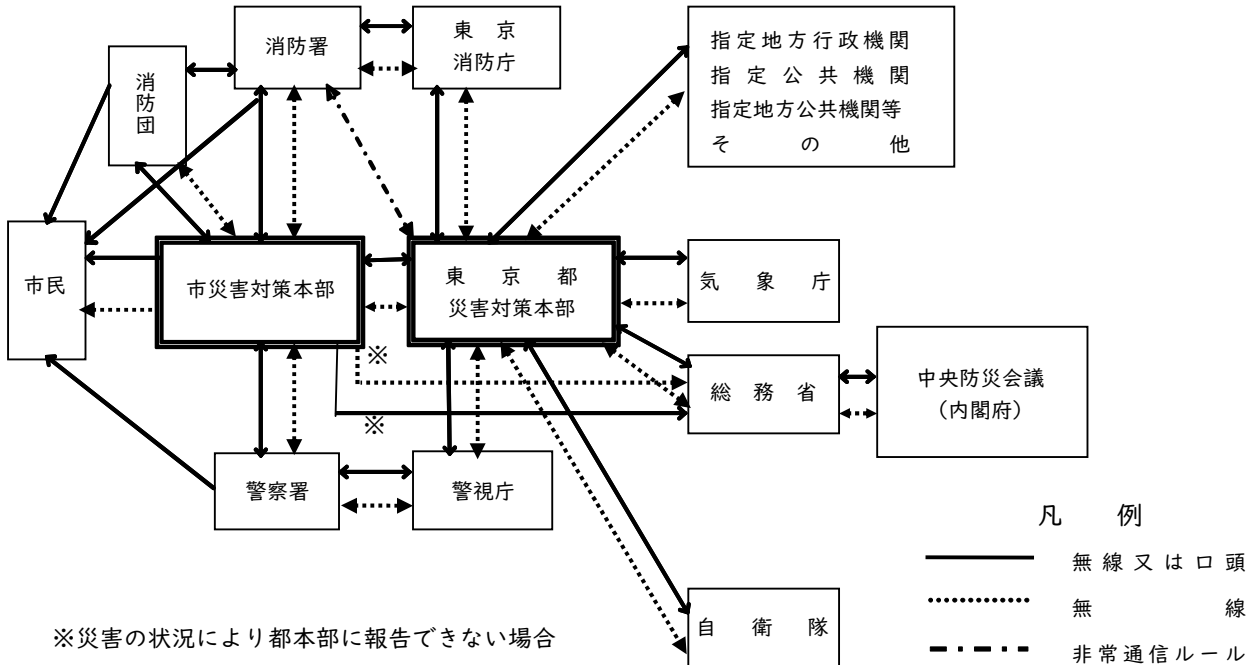 消防署
東京
消防庁
指定地方行政機関
指定公共機関
指定地方公共機関等
その他
消防団
市民
市災害対策本部
東京都
災害対策本部
気象庁
※
※
総務省
中央防災会議
(内閣府)
警察署
警視庁
自衛隊
凡例
無線又は口頭
無線
非常通信ルール
※災害の状況により都本部に報告できない場合